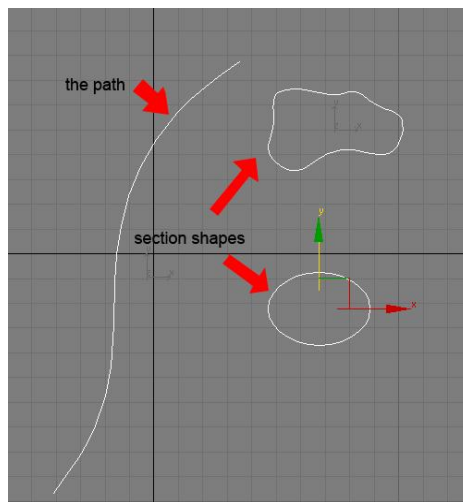 the path
section shapes
y
x